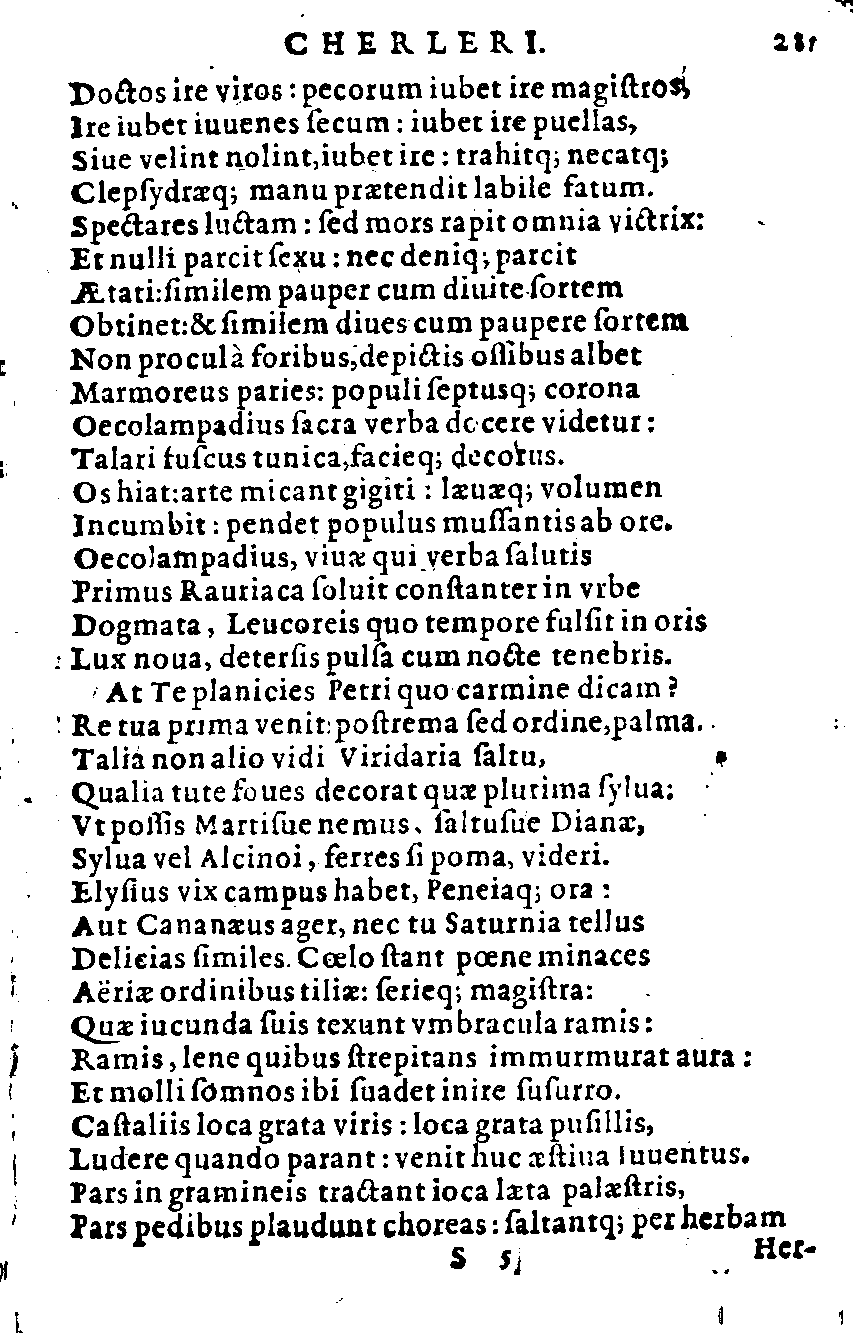 CHERLERI. 281
Doctos ire viros : pecorum iubet ire magiſtros,
Ire iubet iuuenes ſecum : iubet ire puellas,
Siue velint nolint, iubet ire : trahitq; necatq;
Clepſydræq; manu prætendit labile fatum.
Spectares luctam : ſed mors rapit omnia victrix:
Et nulli parcit ſexu : nec deniq; parcit
Ætati: ſimilem pauper cum diuite ſortem
Obtinet: & ſimilem diues cum paupere ſortem
Non procul à foribus, depictis oſſibus albet
Marmoreus paries: populi ſeptusq; corona
Oecolampadius ſacra verba docere videtur:
Talari fuſcus tunica, facieq; decorus.
Os hiat: arte micant gigiti : læuæq; volumen
Incumbit : pendet populus muſſantis ab ore.
Oecolampadius, viuæ qui verba ſalutis
Primus Rauriaca ſoluit conſtanter in vrbe
Dogmata, Leucoreis quo tempore fulſit in oris
Lux noua, deterſis pulſa cum nocte tenebris.
At Te planicies Petri quo carmine dicam?
Re tua prima venit: poſtrema ſed ordine, palma.
Talia non alio vidi Viridaria ſaltu,
Qualia tute foues decorat quæ plurima ſylua:
Vt poſſis Martiſue nemus, ſaltuſue Dianæ,
Sylua vel Alcinoi, ferres ſi poma, videri.
Elyſius vix campus habet, Peneiaq; ora :
Aut Cananæus ager, nec tu Saturnia tellus
Delicias ſimiles. Cœlo ſtant pœne minaces
Aëriæ ordinibus tiliæ: ſerieq; magiſtra:
Quæ iucunda ſuis texunt vmbracula ramis:
Ramis, lene quibus ſtrepitans immurmurat aura :
Et molli ſomnos ibi ſuadet inire ſuſurro.
Caſtaliis loca grata viris : loca grata puſillis,
Ludere quando parant : venit huc æſtiua Iuuentus.
Pars in gramineis tractant ioca læta palæſtris,
Pars pedibus plaudunt choreas : ſaltantq; per herbam
S 5 Her-